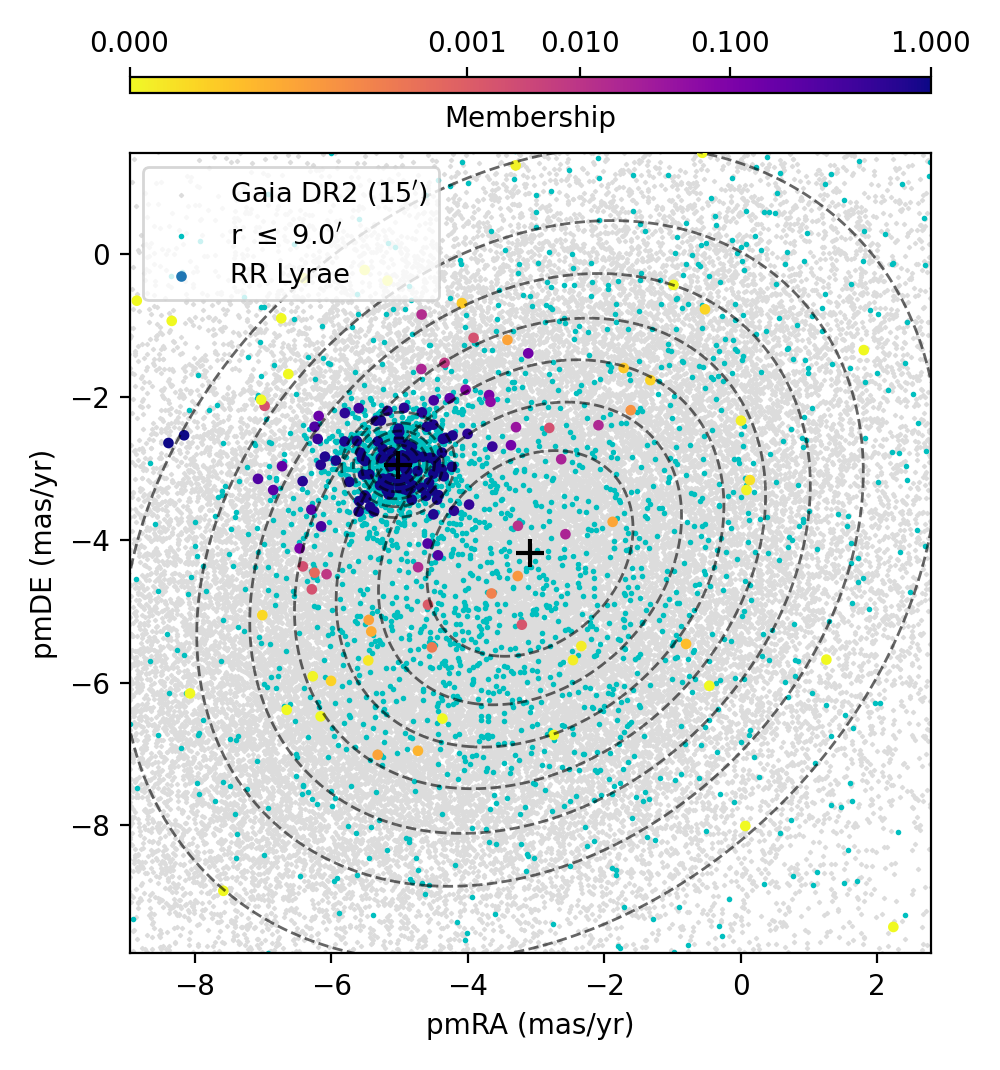 0.000 0.001 0.010 0.100 1.000
Membership
Gaia DR2 (15′)
r ≤ 9.0′
RR Lyrae
0
−2
−4
−6
−8
pmDE (mas/yr)
−8 −6 −4 −2 0 2
pmRA (mas/yr)